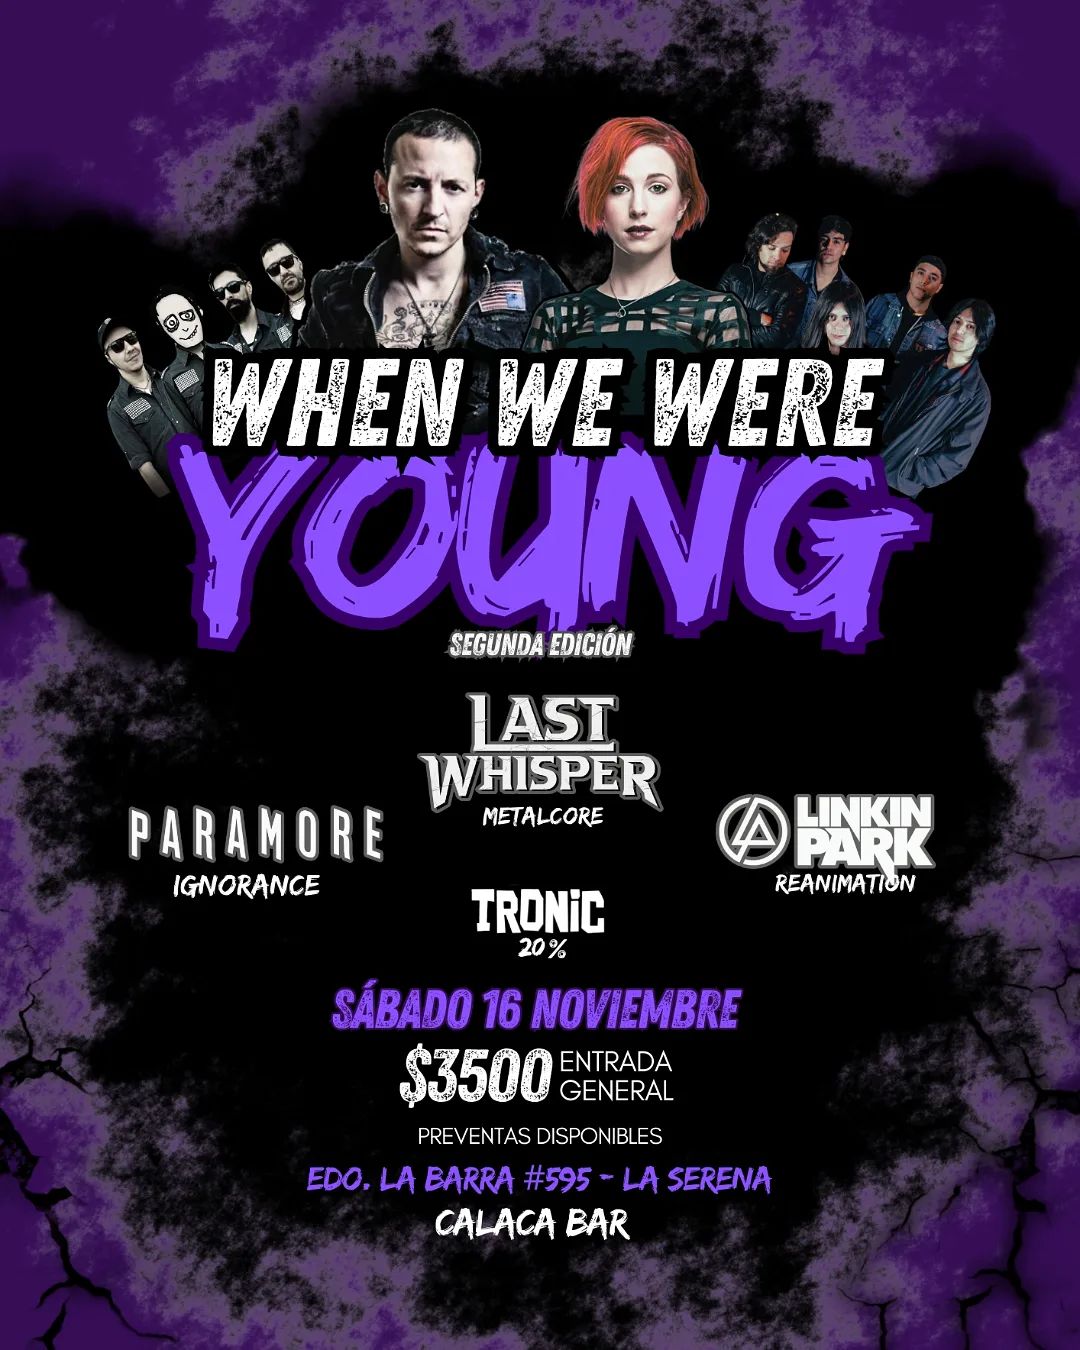 WHEN WE WERE
YOUNG
SEGUNDA EDICIÓN
LAST
WHISPER
METALCORE
PARAMORE
IGNORANCE
LINKIN
PARK
REANIMATION
TRONiC
20%
SÁBADO 16 NOVIEMBRE
$3500 ENTRADA
GENERAL
PREVENTAS DISPONIBLES
EDO. LA BARRA #595 - LA SERENA
CALACA BAR